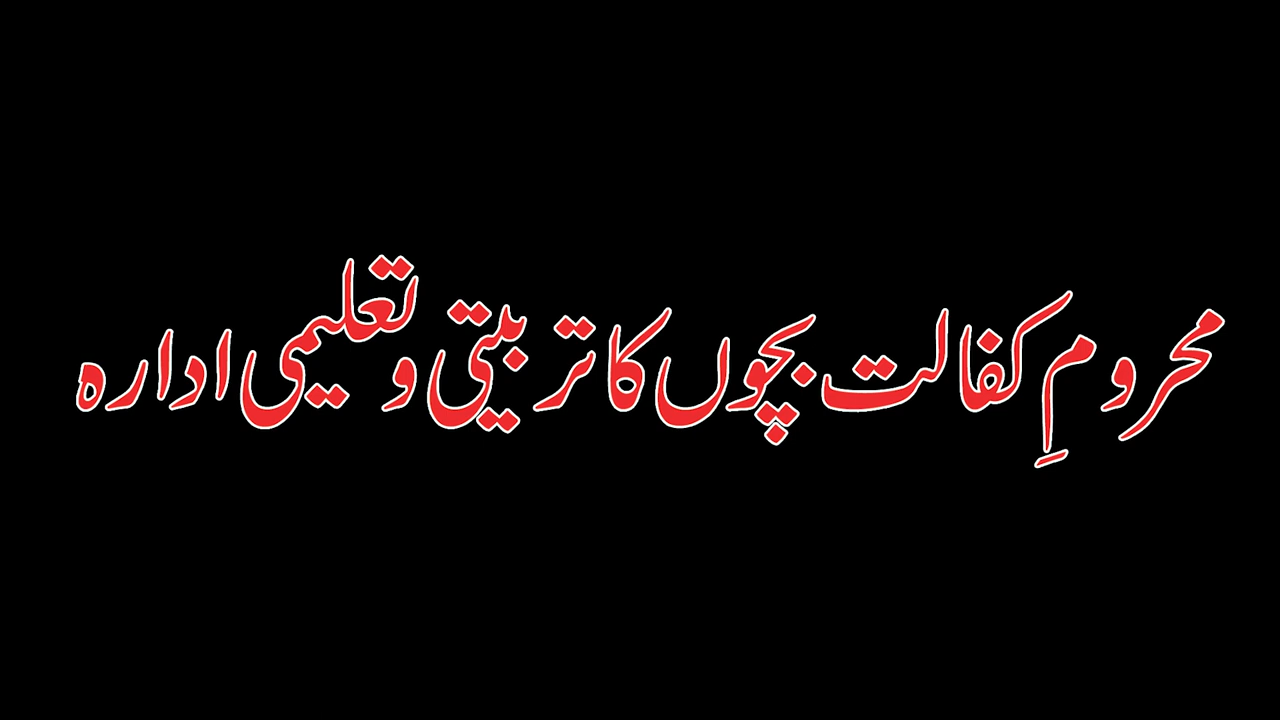 محرومِ کفالت بچوں کا تربیتی و تعلیمی ادارہ